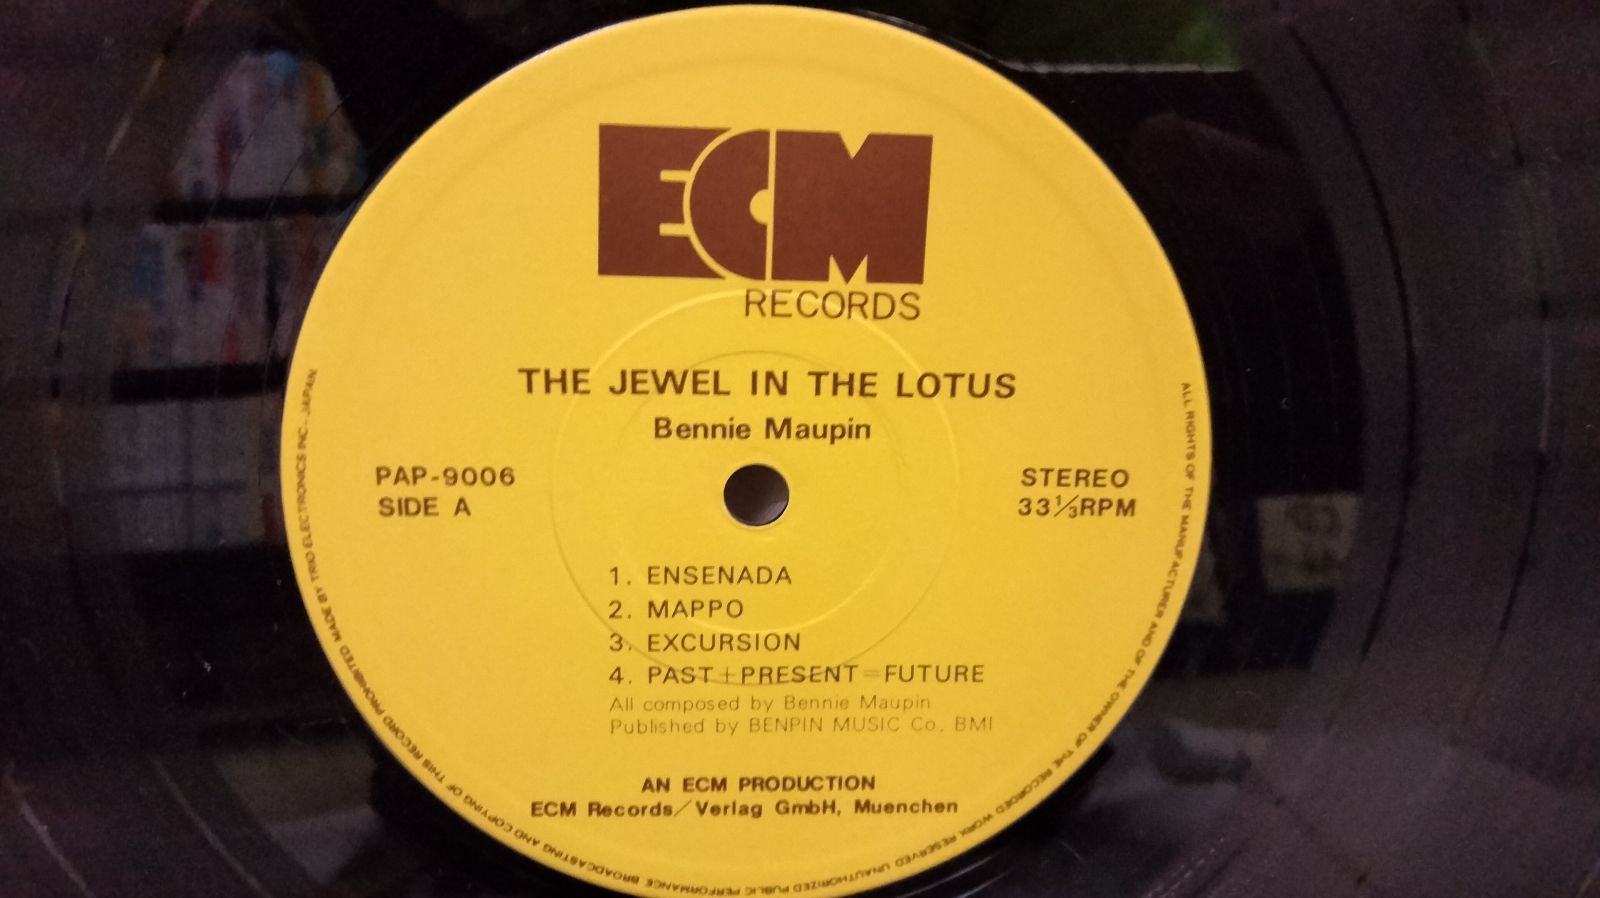 ECM
RECORDS
THE JEWEL IN THE LOTUS
Bennie Maupin
PAP-9006
SIDE A
STEREO
33⅓RPM
1. ENSENADA
2. MAPPO
3. EXCURSION
4. PAST+PRESENT=FUTURE
All composed by Bennie Maupin
Published by BENPIN MUSIC Co. BMI
AN ECM PRODUCTION
ECM Records/Verlag GmbH, Muenchen
ALL RIGHTS OF THE MANUFACTURER AND OF THE OWNER OF THE RECORDED WORK RESERVED UNAUTHORIZED PUBLIC PERFORMANCE BROADCASTING AND COPYING OF THIS RECORD PROHIBITED MADE BY TRIO ELECTRONICS INC. JAPAN